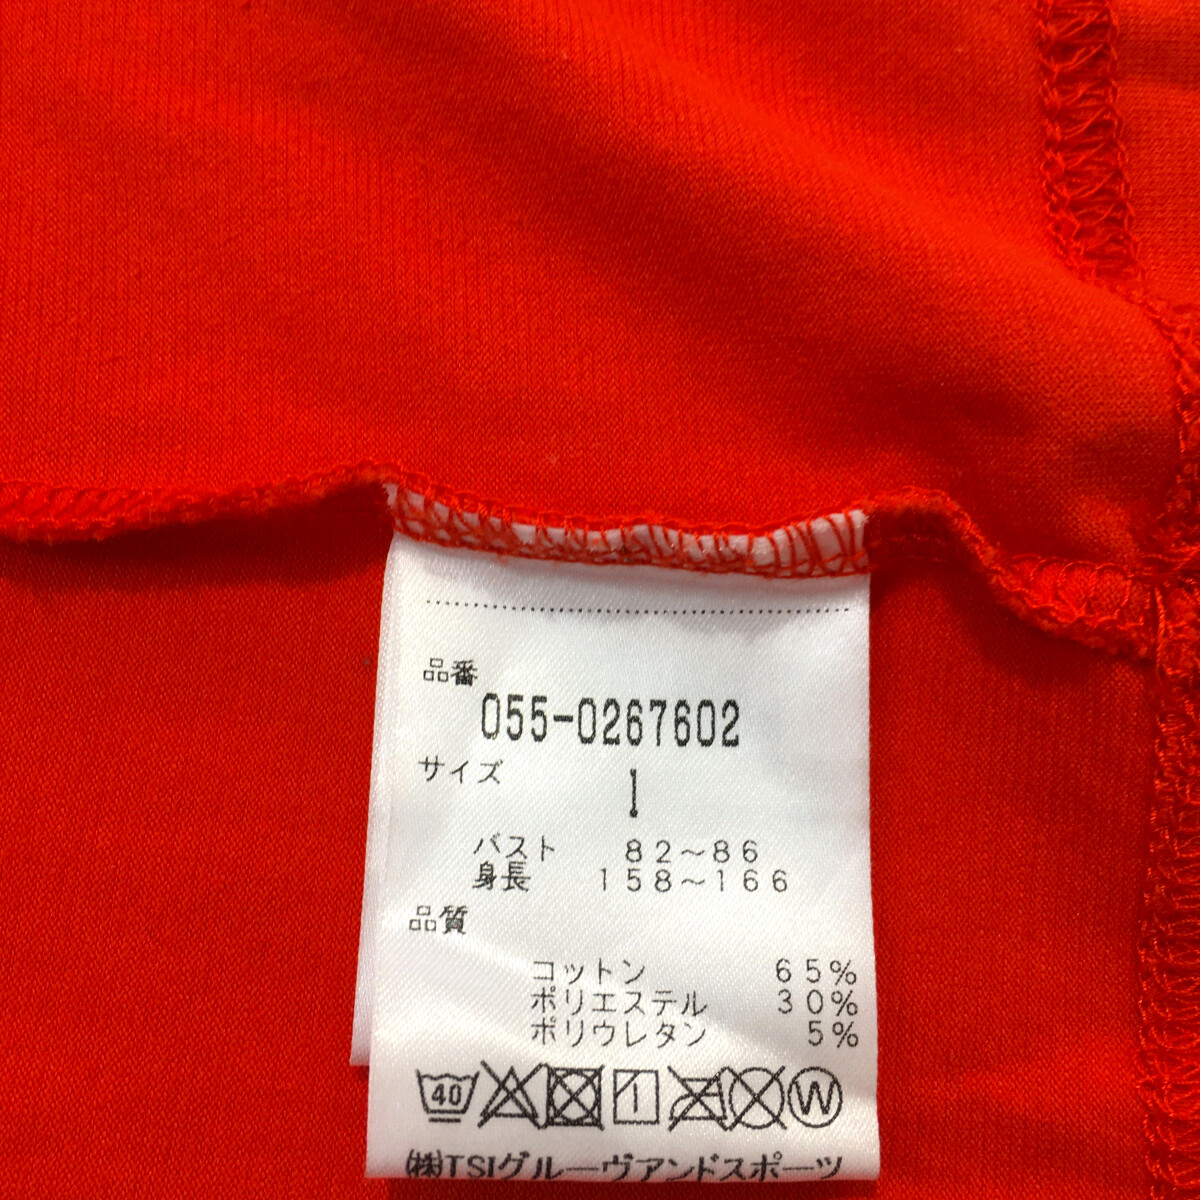 品番
055-0267602
サイズ
1
バスト 82～86
身長 158～166
品質
コットン 65%
ポリエステル 30%
ポリウレタン 5%
40 W
㈱TSIグルーヴアンドスポーツ